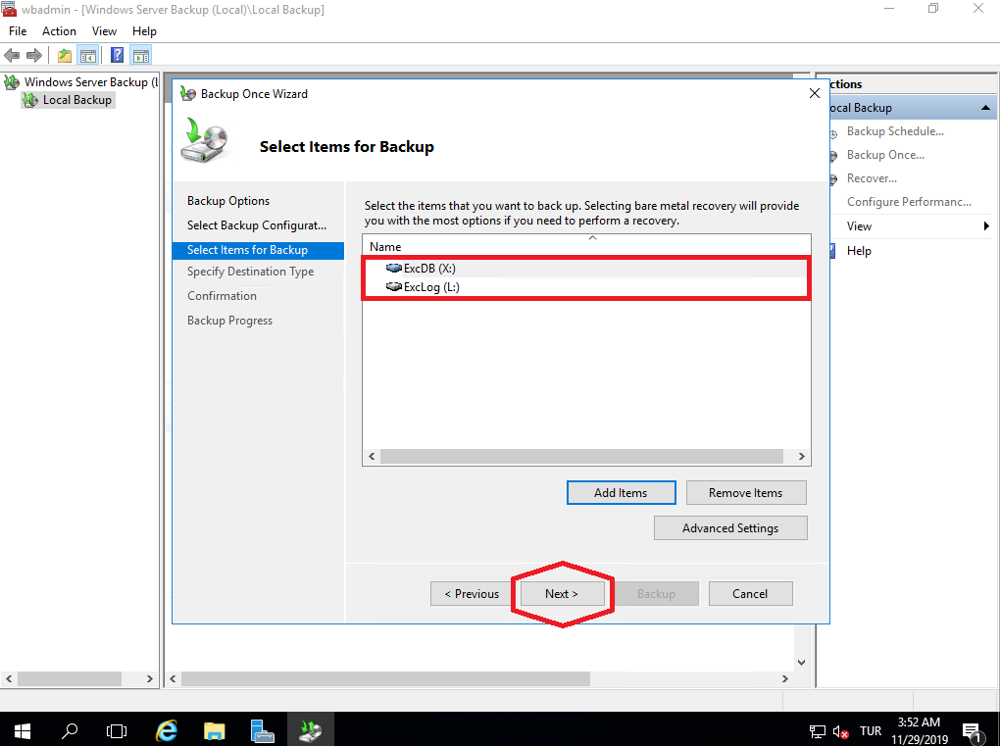 wbadmin - [Windows Server Backup (Local)\Local Backup]
File Action View Help
Windows Server Backup (L
Local Backup
Backup Once Wizard
Select Items for Backup
Backup Options
Select Backup Configurat...
Select Items for Backup
Specify Destination Type
Confirmation
Backup Progress
Select the items that you want to back up. Selecting bare metal recovery will provide
you with the most options if you need to perform a recovery.
Name
ExcDB (X:)
ExcLog (L:)
Add Items Remove Items
Advanced Settings
< Previous Next > Backup Cancel
ctions
ocal Backup
Backup Schedule...
Backup Once...
Recover...
Configure Performanc...
View
Help
TUR
3:52 AM
11/29/2019
1